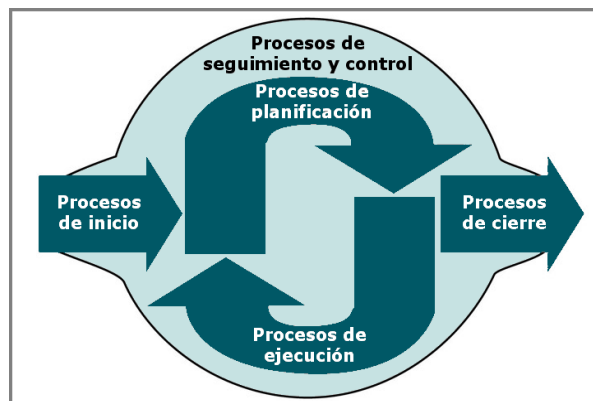 Procesos de
seguimiento y control
Procesos de
planificación
Procesos
de inicio
Procesos
de cierre
Procesos de
ejecución